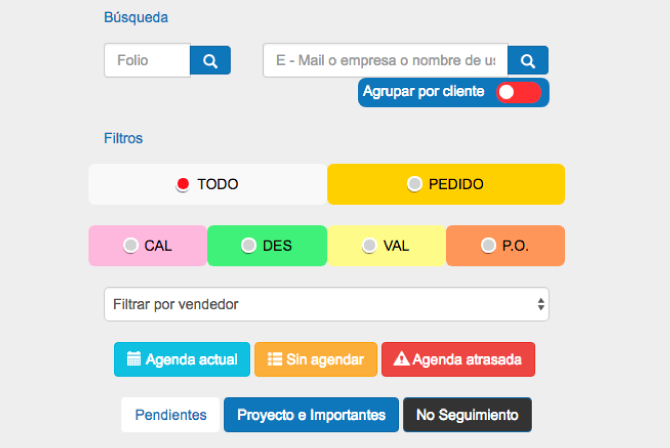 Búsqueda
Folio
E - Mail o empresa o nombre de us
Agrupar por cliente
Filtros
TODO
PEDIDO
CAL
DES
VAL
P.O.
Filtrar por vendedor
Agenda actual
Sin agendar
Agenda atrasada
Pendientes
Proyecto e Importantes
No Seguimiento